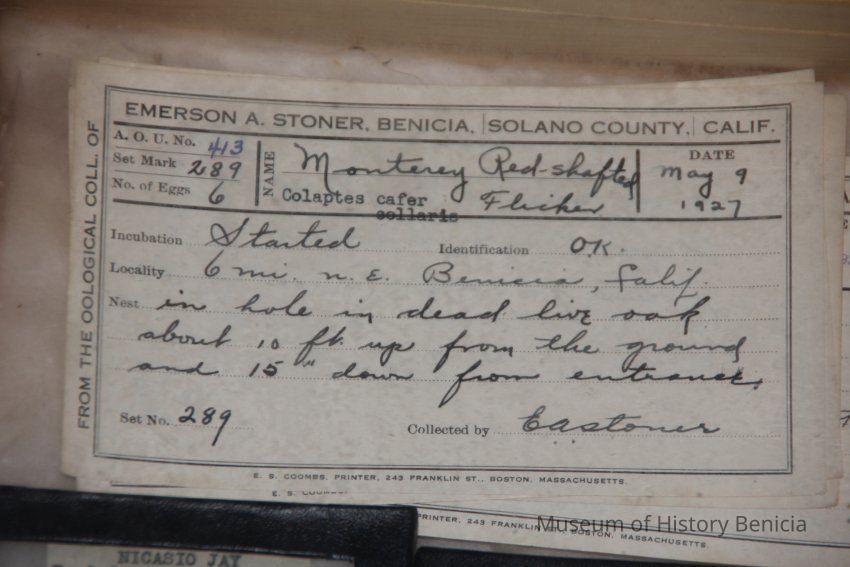 EMERSON A. STONER, BENICIA, SOLANO COUNTY, CALIF.
FROM THE OOLOGICAL COLL. OF
A. O. U. No. 413
Set Mark 289
No. of Eggs 6
NAME
Monterey Red-shafted
Flicker
Colaptes cafer
collaris
DATE
May 9
1927
Incubation Started Identification OK.
Locality 6 mi. n. E. Benicia, Calif.
Nest in hole in dead live oak
about 10 ft. up from the ground
and 15" down from entrance.
Set No. 289 Collected by EAStoner
E. S. COOMBS, PRINTER, 243 FRANKLIN ST., BOSTON, MASSACHUSETTS.
E. S. COOMBS
PRINTER, 243 FRANKLIN ST., BOSTON, MASSACHUSETTS.
Museum of History Benicia
NICASIO JAY